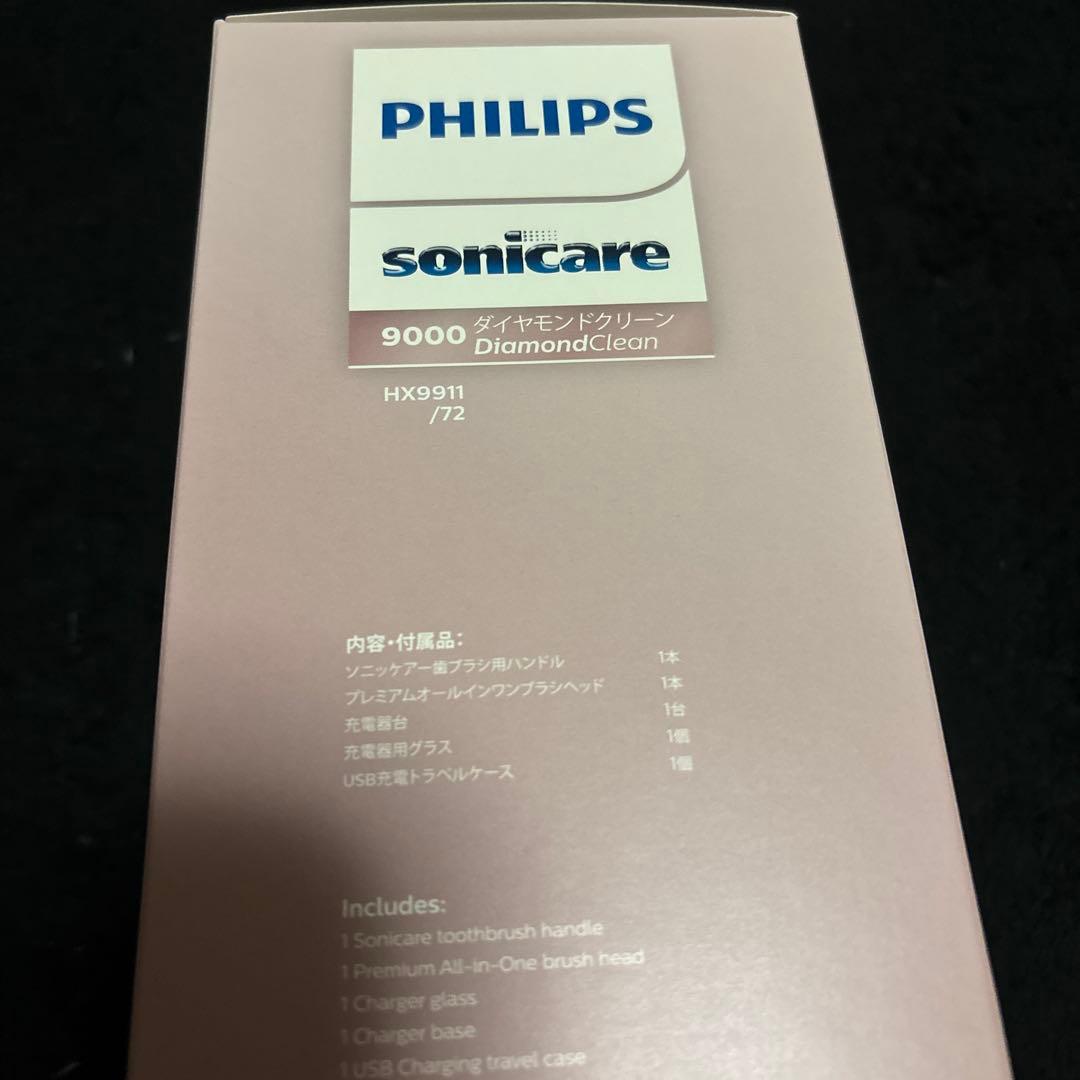 PHILIPS
sonicare
9000 ダイヤモンドクリーン
DiamondClean
HX9911
/72
内容・付属品：
ソニッケアー歯ブラシ用ハンドル 1本
プレミアムオールインワンブラシヘッド 1本
充電器台 1台
充電器用グラス 1個
USB充電トラベルケース 1個
Includes:
1 Sonicare toothbrush handle
1 Premium All-in-One brush head
1 Charger glass
1 Charger base
1 USB Charging travel case